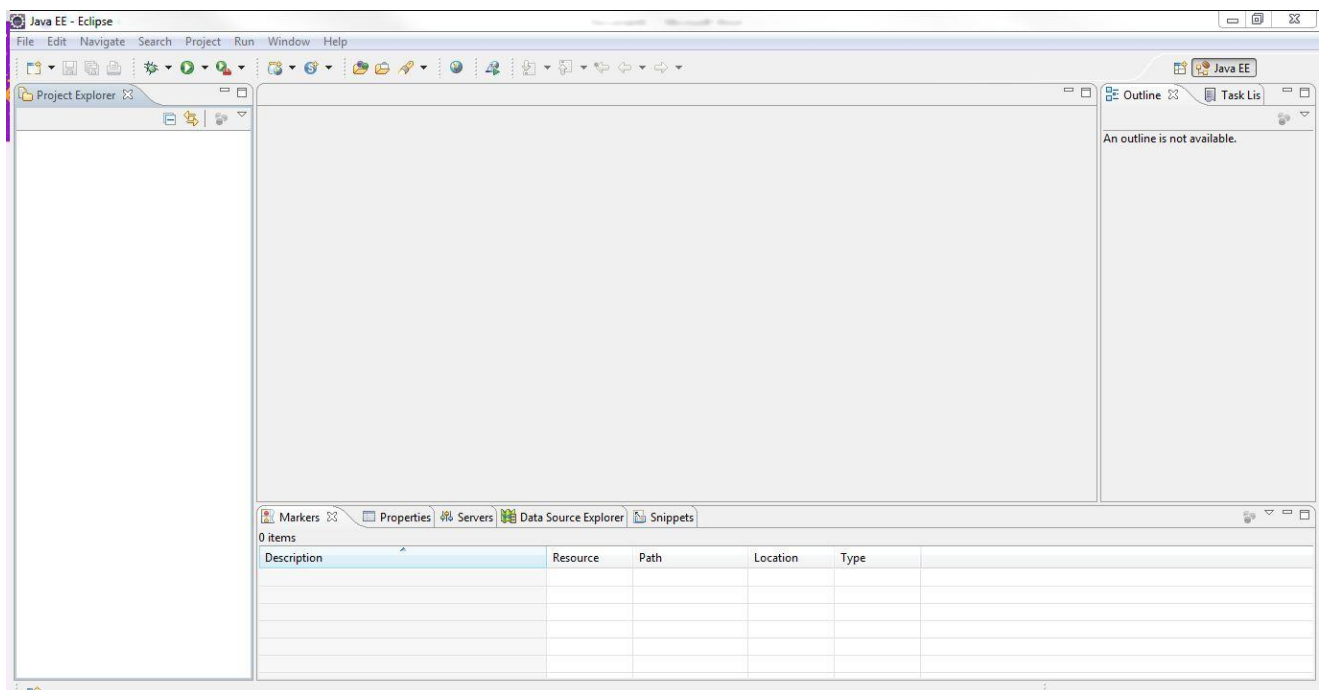 Java EE - Eclipse
File Edit Navigate Search Project Run Window Help
Java EE
Project Explorer
Outline Task Lis
An outline is not available.
Markers Properties Servers Data Source Explorer Snippets
0 items
Description Resource Path Location Type